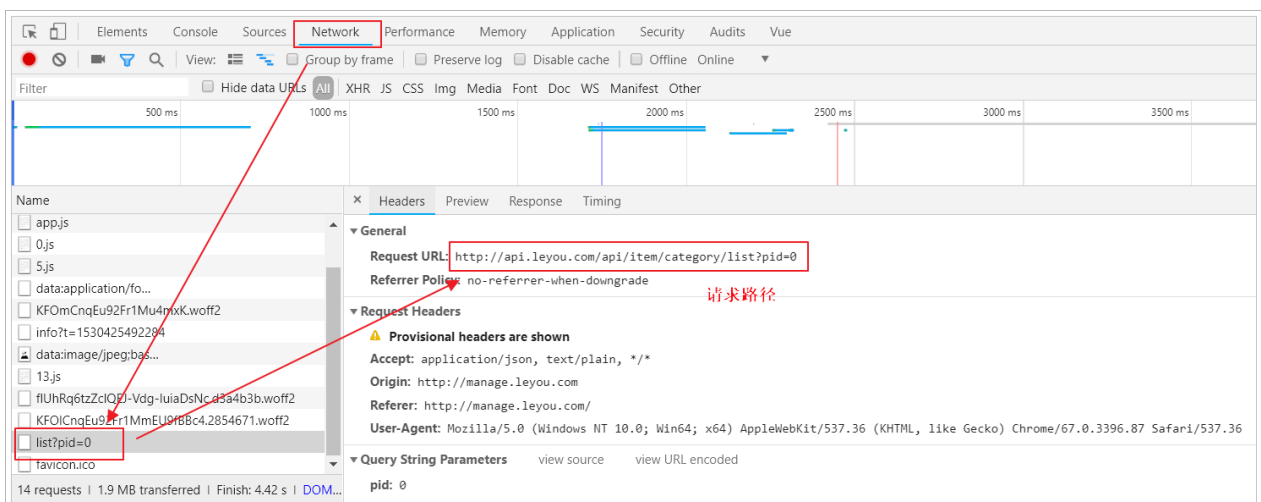 Elements Console Sources Network Performance Memory Application Security Audits Vue
View: Group by frame Preserve log Disable cache Offline Online
Filter Hide data URLs All XHR JS CSS Img Media Font Doc WS Manifest Other
500 ms 1000 ms 1500 ms 2000 ms 2500 ms 3000 ms 3500 ms
Name
app.js
0.js
5.js
data:application/fo...
KFOmCnqEu92Fr1Mu4mxK.woff2
info?t=1530425492284
data:image/jpeg;bas...
13.js
flUhRq6tzZclQEJ-Vdg-IuiaDsNc.d3a4b3b.woff2
KFOlCnqEu92Fr1MmEU9fBBc4.2854671.woff2
list?pid=0
favicon.ico
14 requests | 1.9 MB transferred | Finish: 4.42 s | DOM...
× Headers Preview Response Timing
General
Request URL: http://api.leyou.com/api/item/category/list?pid=0
Referrer Policy: no-referrer-when-downgrade
请求路径
Request Headers
Provisional headers are shown
Accept: application/json, text/plain, */*
Origin: http://manage.leyou.com
Referer: http://manage.leyou.com/
User-Agent: Mozilla/5.0 (Windows NT 10.0; Win64; x64) AppleWebKit/537.36 (KHTML, like Gecko) Chrome/67.0.3396.87 Safari/537.36
Query String Parameters view source view URL encoded
pid: 0